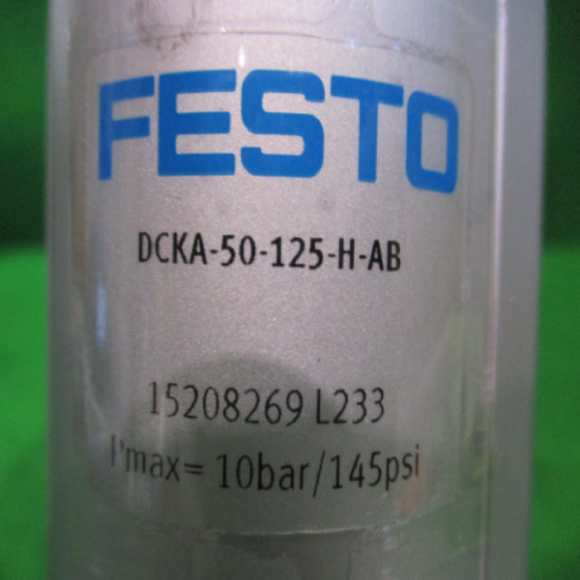 FESTO
DCKA-50-125-H-AB
15208269 L233
Pmax= 10bar/145psi